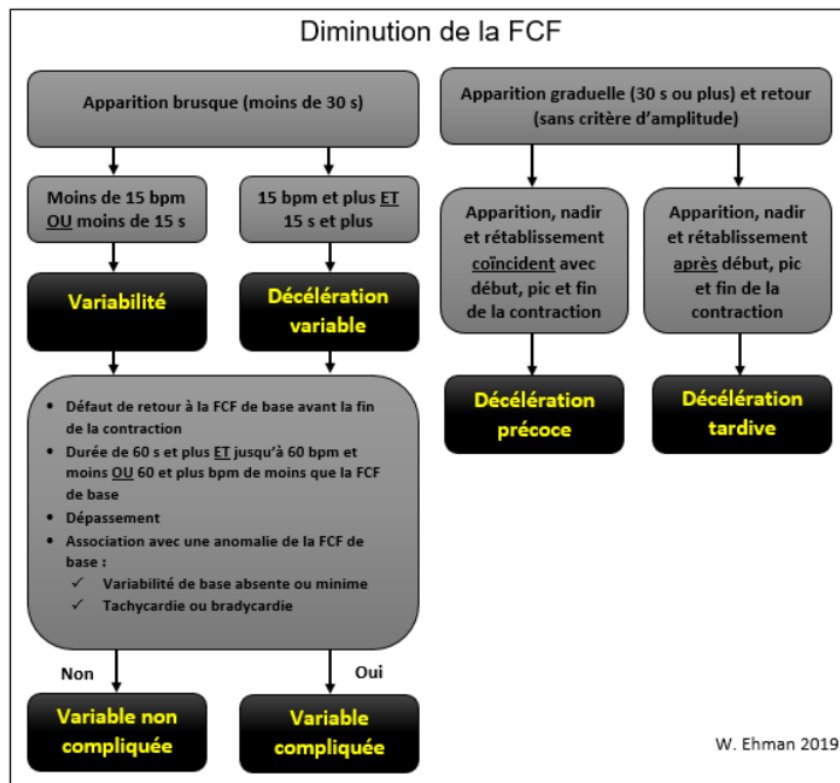 Diminution de la FCF
Apparition brusque (moins de 30 s)
Apparition graduelle (30 s ou plus) et retour
(sans critère d'amplitude)
Moins de 15 bpm
OU moins de 15 s
15 bpm et plus ET
15 s et plus
Apparition, nadir
et rétablissement
coïncident avec
début, pic et fin
de la contraction
Apparition, nadir
et rétablissement
après début, pic
et fin de la
contraction
Variabilité
Décélération
variable
Décélération
précoce
Décélération
tardive
• Défaut de retour à la FCF de base avant la fin
de la contraction
• Durée de 60 s et plus ET jusqu'à 60 bpm et
moins OU 60 et plus bpm de moins que la FCF
de base
• Dépassement
• Association avec une anomalie de la FCF de
base :
✓ Variabilité de base absente ou minime
✓ Tachycardie ou bradycardie
Non
Oui
Variable non
compliquée
Variable
compliquée
W. Ehman 2019